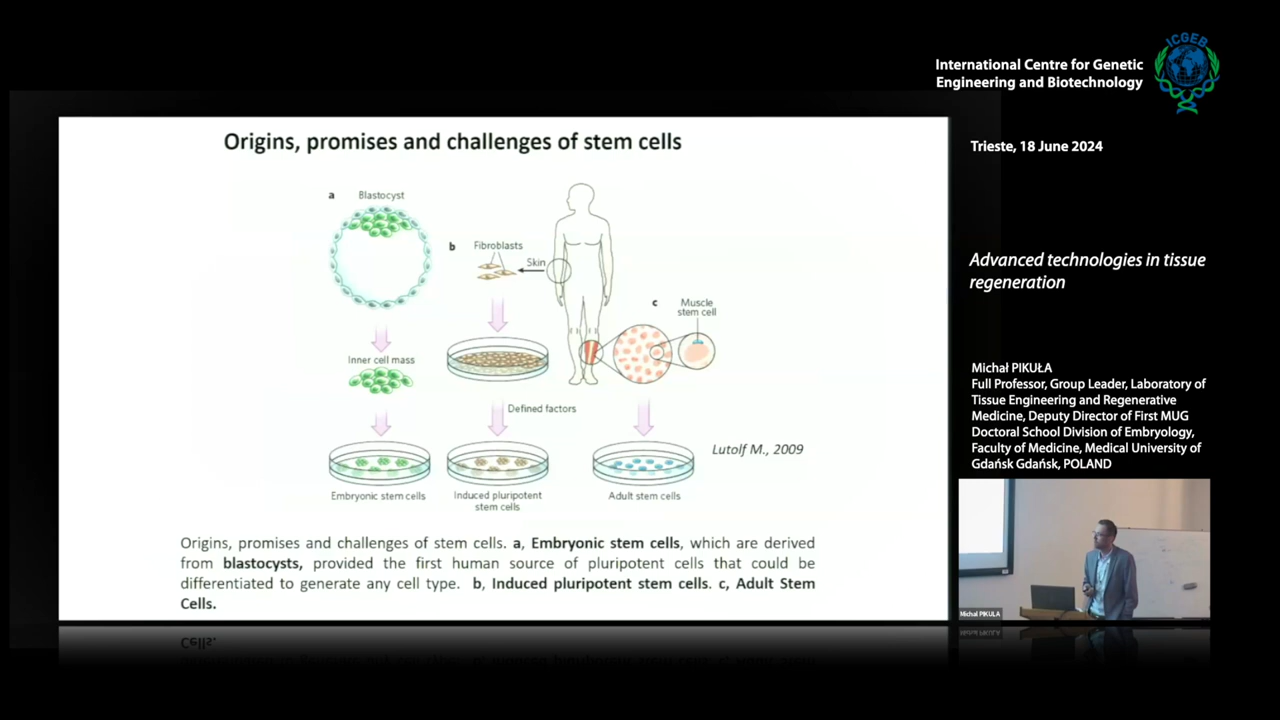 ICGEB
International Centre for Genetic
Engineering and Biotechnology
Trieste, 18 June 2024
Advanced technologies in tissue
regeneration
Michał PIKUŁA
Full Professor, Group Leader, Laboratory of
Tissue Engineering and Regenerative
Medicine, Deputy Director of First MUG
Doctoral School Division of Embryology,
Faculty of Medicine, Medical University of
Gdańsk Gdańsk, POLAND
Michal PIKULA
Origins, promises and challenges of stem cells
a Blastocyst
b Fibroblasts
Skin
c Muscle
stem cell
Inner cell mass
Defined factors
Lutolf M., 2009
Embryonic stem cells
Induced pluripotent
stem cells
Adult stem cells
Origins, promises and challenges of stem cells. a, Embryonic stem cells, which are derived
from blastocysts, provided the first human source of pluripotent cells that could be
differentiated to generate any cell type. b, Induced pluripotent stem cells. c, Adult Stem
Cells.